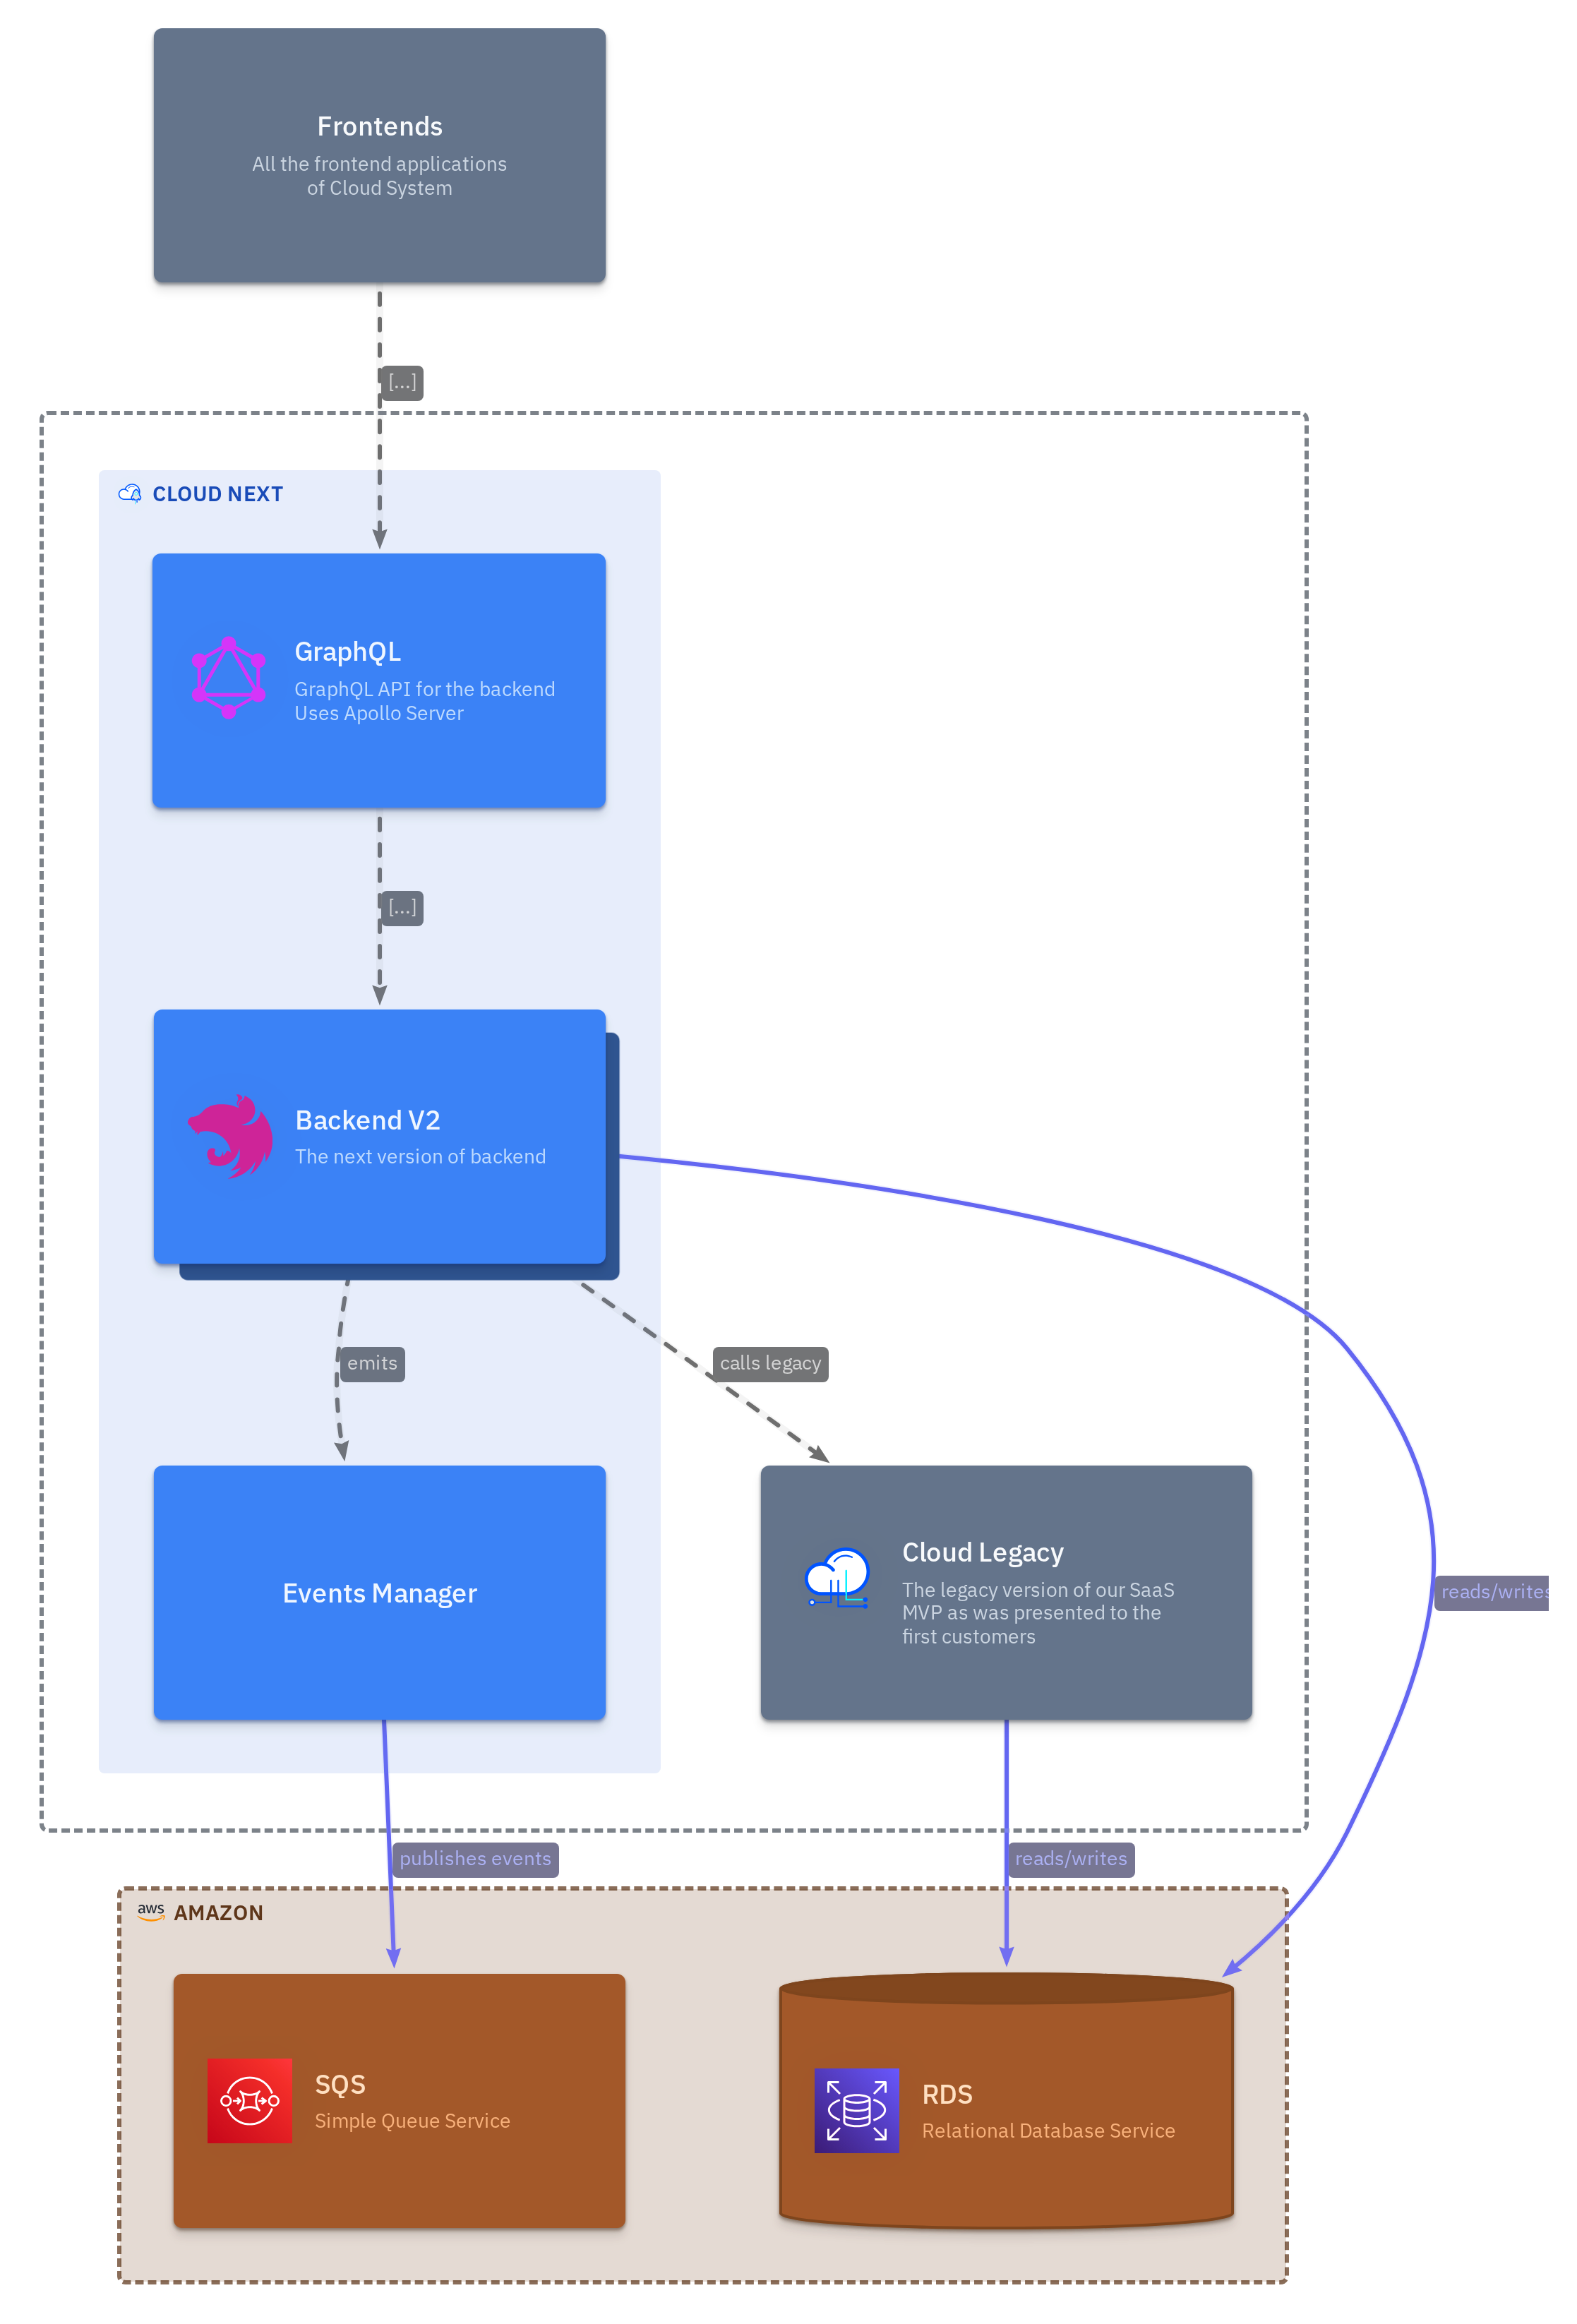 Frontends
All the frontend applications
of Cloud System
[...]
CLOUD NEXT
GraphQL
GraphQL API for the backend
Uses Apollo Server
[...]
Backend V2
The next version of backend
emits
calls legacy
Events Manager
Cloud Legacy
The legacy version of our SaaS
MVP as was presented to the
first customers
reads/writes
publishes events
reads/writes
aws AMAZON
SQS
Simple Queue Service
RDS
Relational Database Service